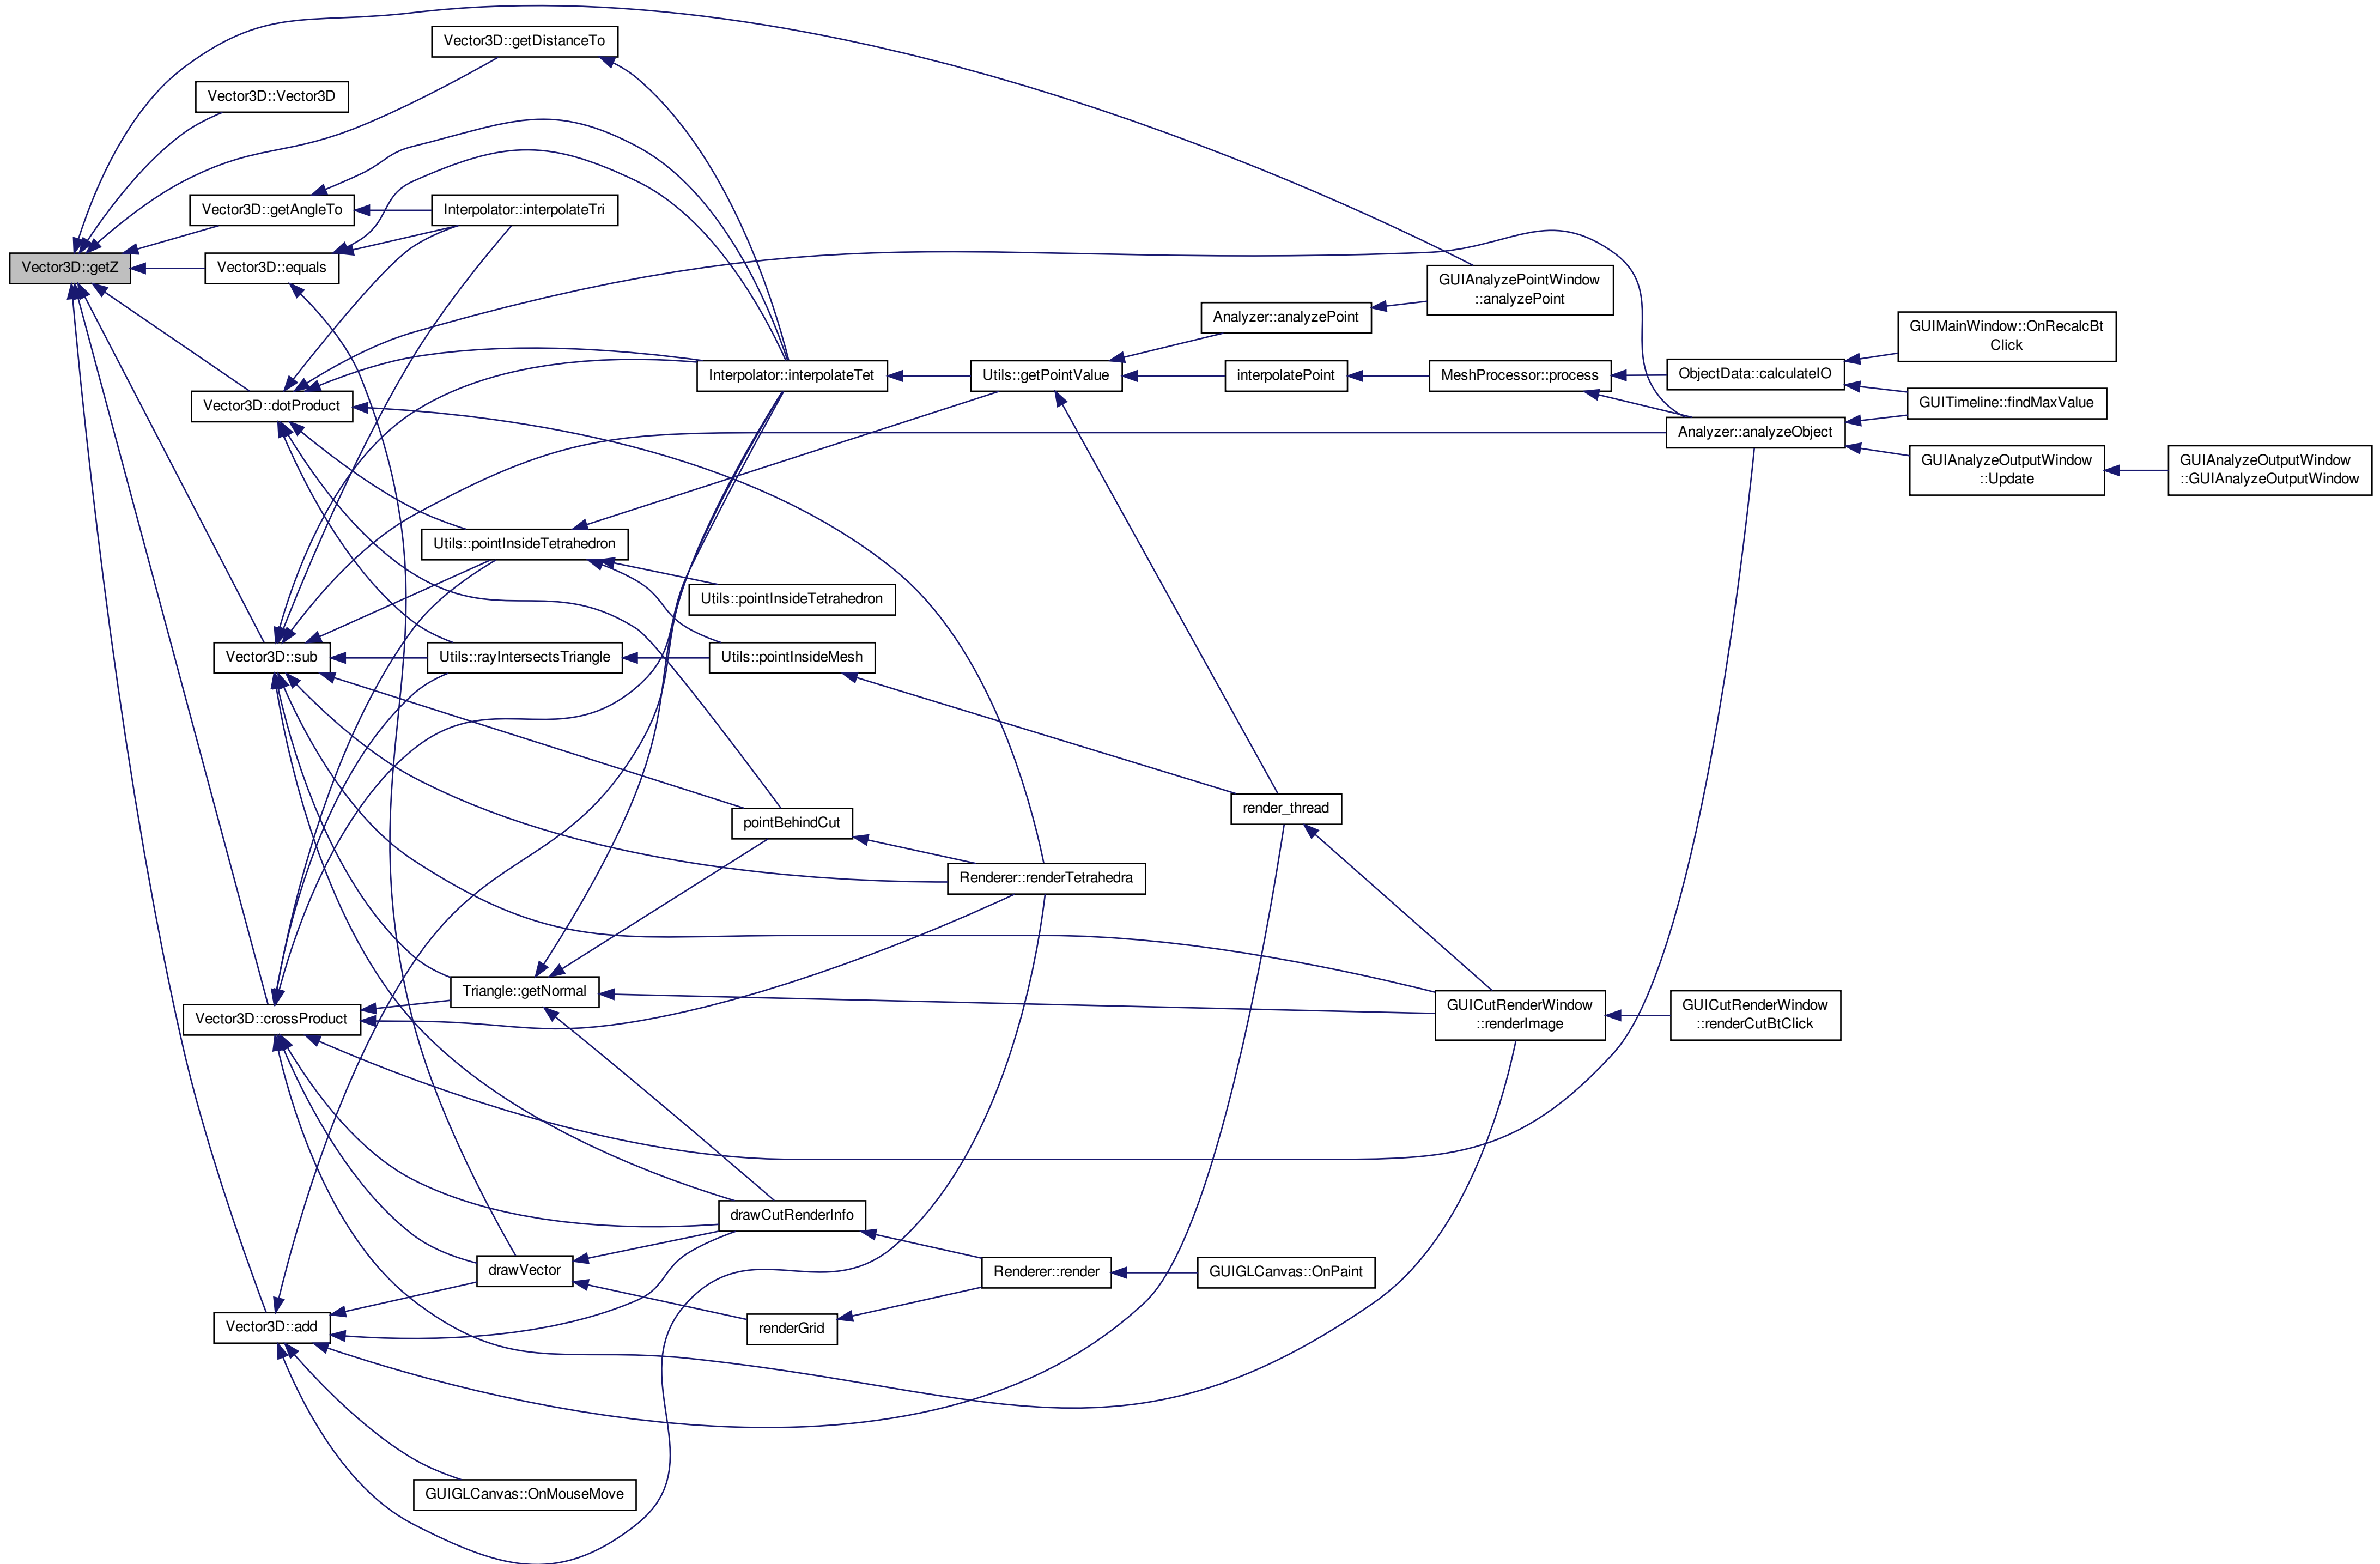 Vector3D::getDistanceTo
Vector3D::Vector3D
Vector3D::getAngleTo
Interpolator::interpolateTri
Vector3D::getZ
Vector3D::equals
GUIAnalyzePointWindow
::analyzePoint
Analyzer::analyzePoint
GUIMainWindow::OnRecalcBt
Click
Interpolator::interpolateTet
Utils::getPointValue
interpolatePoint
MeshProcessor::process
ObjectData::calculateIO
Vector3D::dotProduct
GUITimeline::findMaxValue
Analyzer::analyzeObject
GUIAnalyzeOutputWindow
::Update
GUIAnalyzeOutputWindow
::GUIAnalyzeOutputWindow
Utils::pointInsideTetrahedron
Utils::pointInsideTetrahedron
Vector3D::sub
Utils::rayIntersectsTriangle
Utils::pointInsideMesh
render_thread
pointBehindCut
Renderer::renderTetrahedra
Triangle::getNormal
Vector3D::crossProduct
GUICutRenderWindow
::renderImage
GUICutRenderWindow
::renderCutBtClick
drawCutRenderInfo
drawVector
Renderer::render
GUIGLCanvas::OnPaint
Vector3D::add
renderGrid
GUIGLCanvas::OnMouseMove